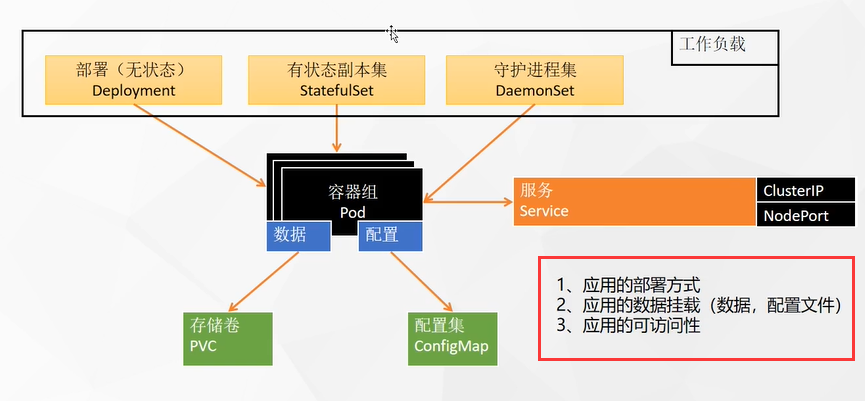 工作负载
部署（无状态）
Deployment
有状态副本集
StatefulSet
守护进程集
DaemonSet
容器组
Pod
数据
配置
服务
Service
ClusterIP
NodePort
存储卷
PVC
配置集
ConfigMap
1、应用的部署方式
2、应用的数据挂载（数据，配置文件）
3、应用的可访问性